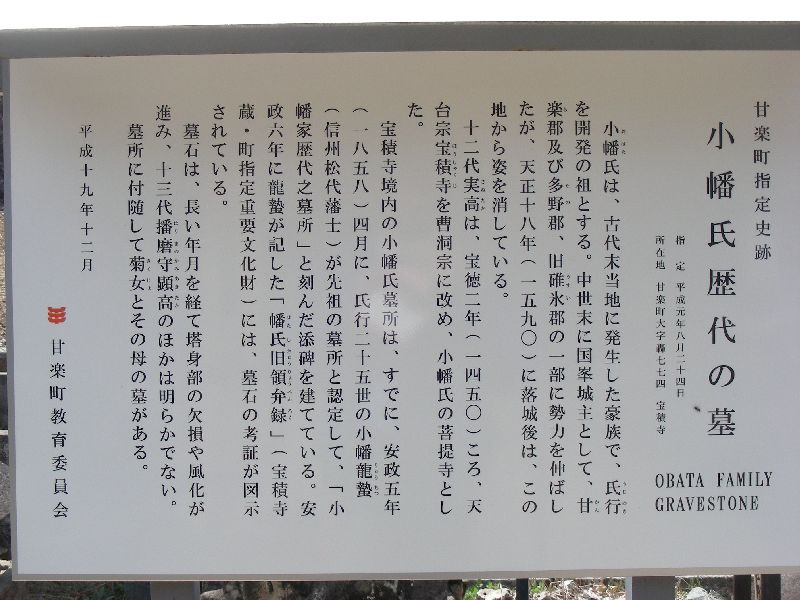 甘楽町指定史跡
小幡氏歴代の墓
指定 平成元年八月二十四日
所在地 甘楽町大字轟七七四 宝積寺
OBATA FAMILY
GRAVESTONE
小幡氏は、古代末当地に発生した豪族で、氏行
を開発の祖とする。中世末に国峯城主として、甘
楽郡及び多野郡、旧碓氷郡の一部に勢力を伸ばし
たが、天正十八年（一五九〇）に落城後は、この
地から姿を消している。
十二代実高は、宝徳二年（一四五〇）ころ、天
台宗宝積寺を曹洞宗に改め、小幡氏の菩提寺とし
た。
宝積寺境内の小幡氏墓所は、すでに、安政五年
（一八五八）四月に、氏行二十五世の小幡龍蟄
（信州松代藩士）が先祖の墓所と認定して、「小
幡家歴代之墓所」と刻んだ添碑を建てている。安
政六年に龍蟄が記した「幡氏旧領弁録」（宝積寺
蔵・町指定重要文化財）には、墓石の考証が図示
されている。
墓石は、長い年月を経て塔身部の欠損や風化が
進み、十三代播磨守顕高のほかは明らかでない。
墓所に付随して菊女とその母の墓がある。
平成十九年十二月
甘楽町教育委員会